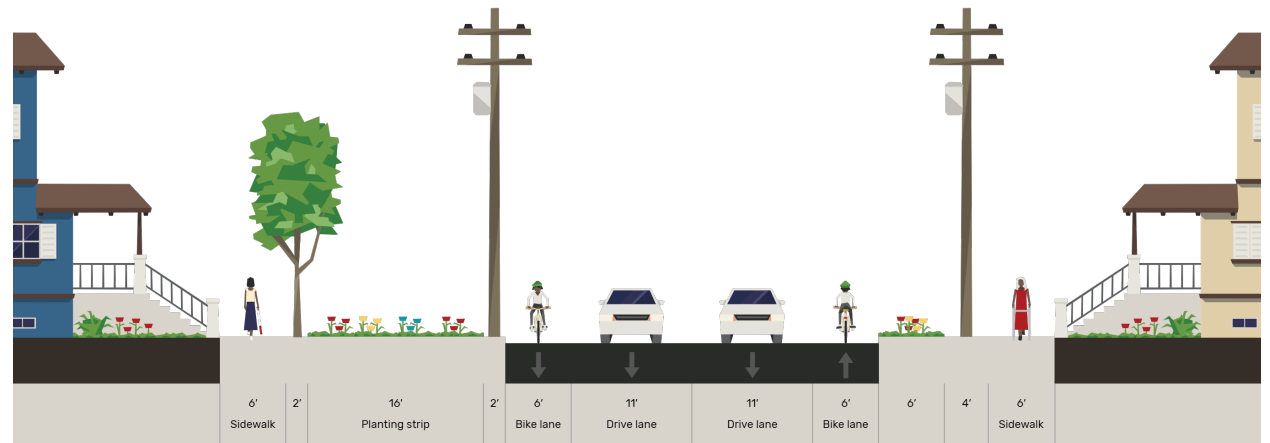 6′ 2′ 16′ 2′ 6′ 11′ 11′ 6′ 6′ 4′ 6′
Sidewalk Planting strip Bike lane Drive lane Drive lane Bike lane Sidewalk